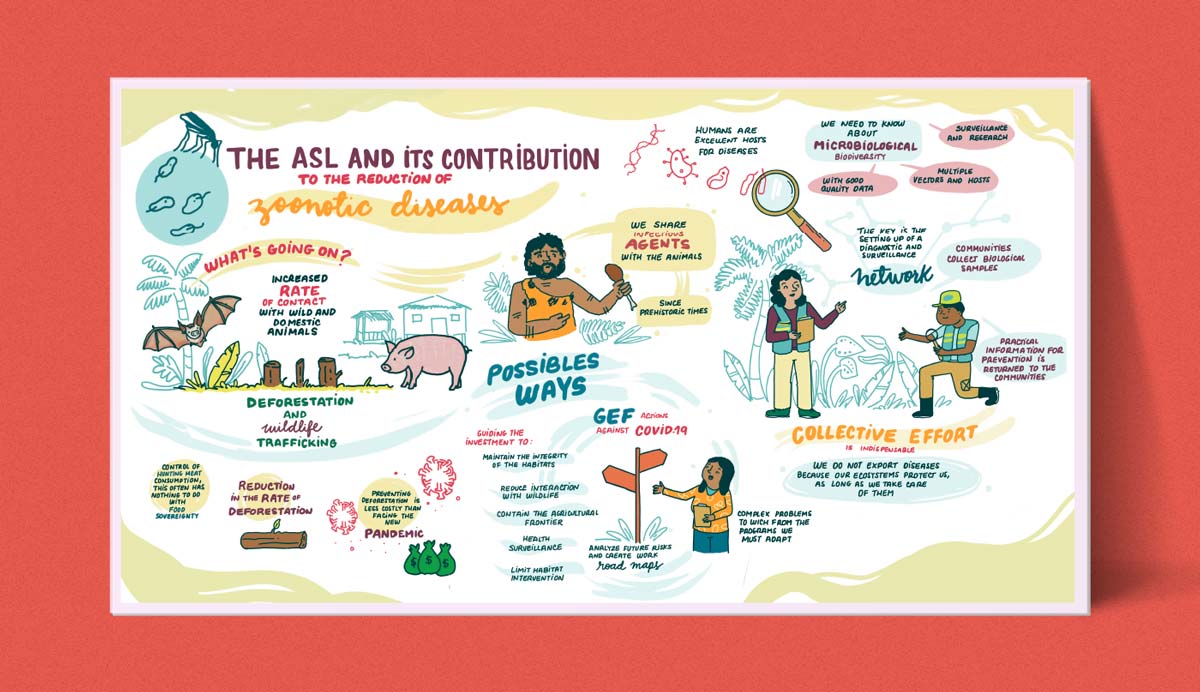 THE ASL AND iTS CONTRIBUTION
TO THE REDUCTION OF
zoonotic diseases
WHAT'S GOING ON?
INCREASED
RATE
OF CONTACT
WITH WILD AND
DOMESTIC
ANIMALS
DEFORESTATION
AND
wildlife
TRAFFICKING
CONTROL OF
HUNTING MEAT
CONSUMPTION,
THIS OFTEN HAS
NOTHING TO DO
WITH
FOOD
SOVEREIGNTY
REDUCTION
IN THE RATE OF
DEFORESTATION
PREVENTING
DEFORESTATION IS
LESS COSTLY THAN
FACING THE
NEW
PANDEMIC
$ $ $
WE SHARE
INFECTIOUS
AGENTS
WITH THE ANIMALS
SINCE
PREHISTORIC TIMES
POSSIBLES
WAYS
GUIDING THE
INVESTMENT TO:
MAINTAIN THE INTEGRITY
OF THE HABITATS
REDUCE INTERACTION
WITH WILDLIFE
CONTAIN THE AGRICULTURAL
FRONTIER
HEALTH
SURVEILLANCE
LIMIT HABITAT
INTERVENTION
GEF ACTIONS
AGAINST COVID-19
ANALYZE FUTURE RISKS
AND CREATE WORK
road maps
COMPLEX PROBLEMS
TO WICH FROM THE
PROGRAMS WE
MUST ADAPT
HUMANS ARE
EXCELENT HOSTS
FOR DISEASES
WE NEED TO KNOW
ABOUT
MICROBIOLOGICAL
BIODIVERSITY
SURVEILLANCE
AND RESEARCH
MULTIPLE
VECTORS AND HOSTS
WITH GOOD
QUALITY DATA
THE KEY IS THE
SETTING UP OF A
DIAGNOSTIC AND
SURVEILLANCE
network
COMMUNITIES
COLLECT BIOLOGICAL
SAMPLES
PRACTICAL
INFORMATION FOR
PREVENTION IS
RETURNED TO THE
COMMUNITIES
COLLECTIVE EFFORT
IS INDISPENSABLE
WE DO NOT EXPORT DISEASES
BECAUSE OUR ECOSYSTEMS PROTECT US,
AS LONG AS WE TAKE CARE
OF THEM